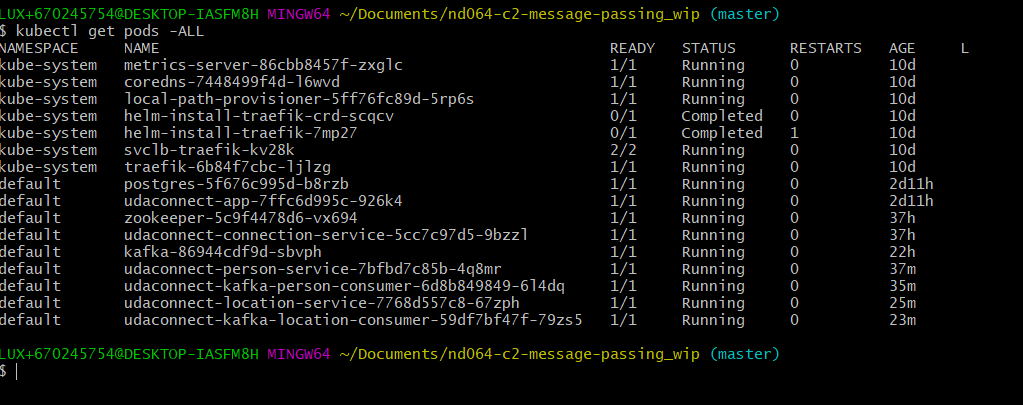 LUX+670245754@DESKTOP-IASFM8H MINGW64 ~/Documents/nd064-c2-message-passing_wip (master)
$ kubectl get pods -ALL
NAMESPACE NAME READY STATUS RESTARTS AGE L
kube-system metrics-server-86cbb8457f-zxglc 1/1 Running 0 10d
kube-system coredns-7448499f4d-l6wvd 1/1 Running 0 10d
kube-system local-path-provisioner-5ff76fc89d-5rp6s 1/1 Running 0 10d
kube-system helm-install-traefik-crd-scqcv 0/1 Completed 0 10d
kube-system helm-install-traefik-7mp27 0/1 Completed 1 10d
kube-system svclb-traefik-kv28k 2/2 Running 0 10d
kube-system traefik-6b84f7cbc-ljlzg 1/1 Running 0 10d
default postgres-5f676c995d-b8rzb 1/1 Running 0 2d11h
default udaconnect-app-7ffc6d995c-926k4 1/1 Running 0 2d11h
default zookeeper-5c9f4478d6-vx694 1/1 Running 0 37h
default udaconnect-connection-service-5cc7c97d5-9bzzl 1/1 Running 0 37h
default kafka-86944cdf9d-sbvph 1/1 Running 0 22h
default udaconnect-person-service-7bfbd7c85b-4q8mr 1/1 Running 0 37m
default udaconnect-kafka-person-consumer-6d8b849849-6l4dq 1/1 Running 0 35m
default udaconnect-location-service-7768d557c8-67zph 1/1 Running 0 25m
default udaconnect-kafka-location-consumer-59df7bf47f-79zs5 1/1 Running 0 23m
LUX+670245754@DESKTOP-IASFM8H MINGW64 ~/Documents/nd064-c2-message-passing_wip (master)
$